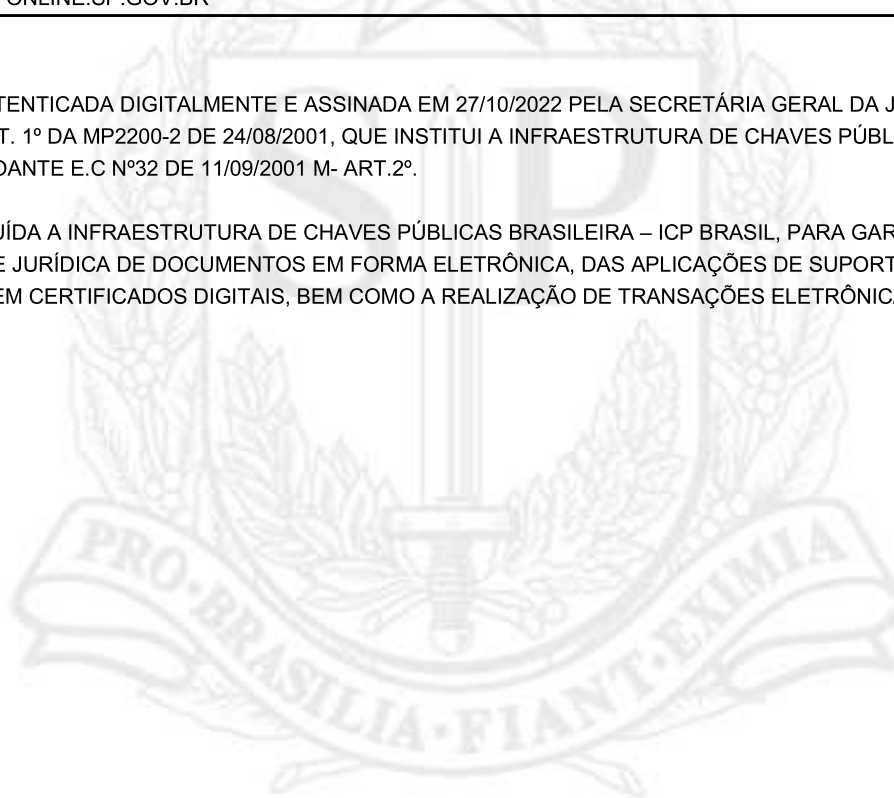 ONLINE.SP.GOV.BR
TENTICADA DIGITALMENTE E ASSINADA EM 27/10/2022 PELA SECRETÁRIA GERAL DA J
T. 1º DA MP2200-2 DE 24/08/2001, QUE INSTITUI A INFRAESTRUTURA DE CHAVES PÚBL
DANTE E.C Nº32 DE 11/09/2001 M- ART.2º.
UÍDA A INFRAESTRUTURA DE CHAVES PÚBLICAS BRASILEIRA – ICP BRASIL, PARA GAR
E JURÍDICA DE DOCUMENTOS EM FORMA ELETRÔNICA, DAS APLICAÇÕES DE SUPORT
EM CERTIFICADOS DIGITAIS, BEM COMO A REALIZAÇÃO DE TRANSAÇÕES ELETRÔNICA
SP
PRO·BRASILIA·FIANT·EXIMIA